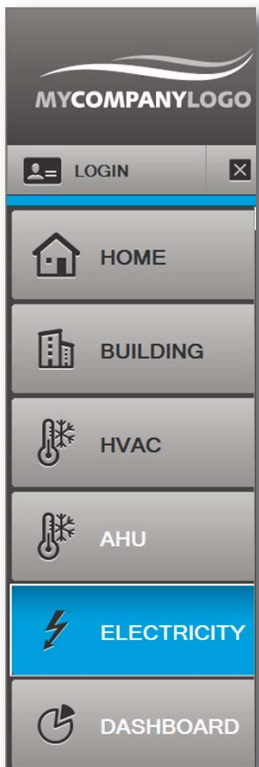 MYCOMPANYLOGO
LOGIN
HOME
BUILDING
HVAC
AHU
ELECTRICITY
DASHBOARD